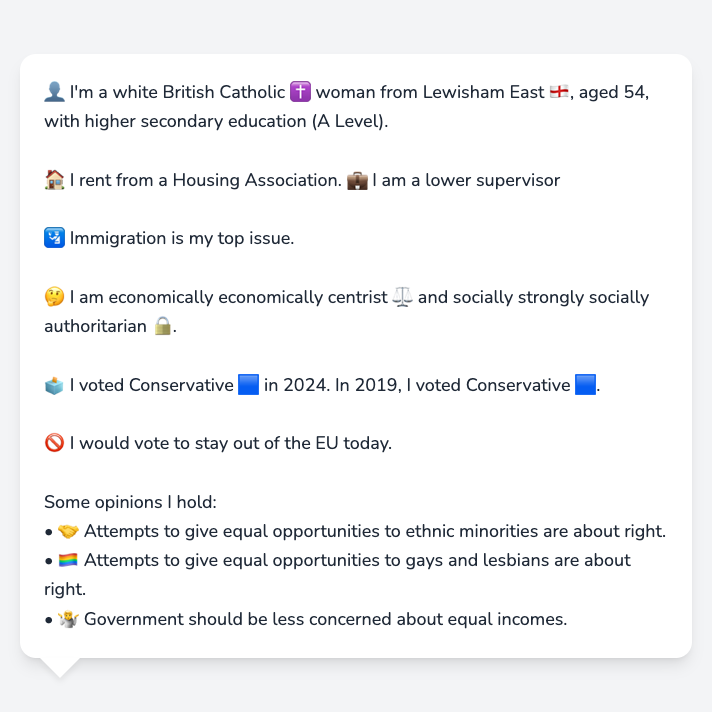 👤 I'm a white British Catholic ✝️ woman from Lewisham East 🏴󠁧󠁢󠁥󠁮󠁧󠁿, aged 54,
with higher secondary education (A Level).
🏠 I rent from a Housing Association. 💼 I am a lower supervisor
🛂 Immigration is my top issue.
🤔 I am economically economically centrist ⚖️ and socially strongly socially
authoritarian 🔒.
🗳️ I voted Conservative 🟦 in 2024. In 2019, I voted Conservative 🟦.
🚫 I would vote to stay out of the EU today.
Some opinions I hold:
• 🤝 Attempts to give equal opportunities to ethnic minorities are about right.
• 🏳️‍🌈 Attempts to give equal opportunities to gays and lesbians are about
right.
• 🤷 Government should be less concerned about equal incomes.